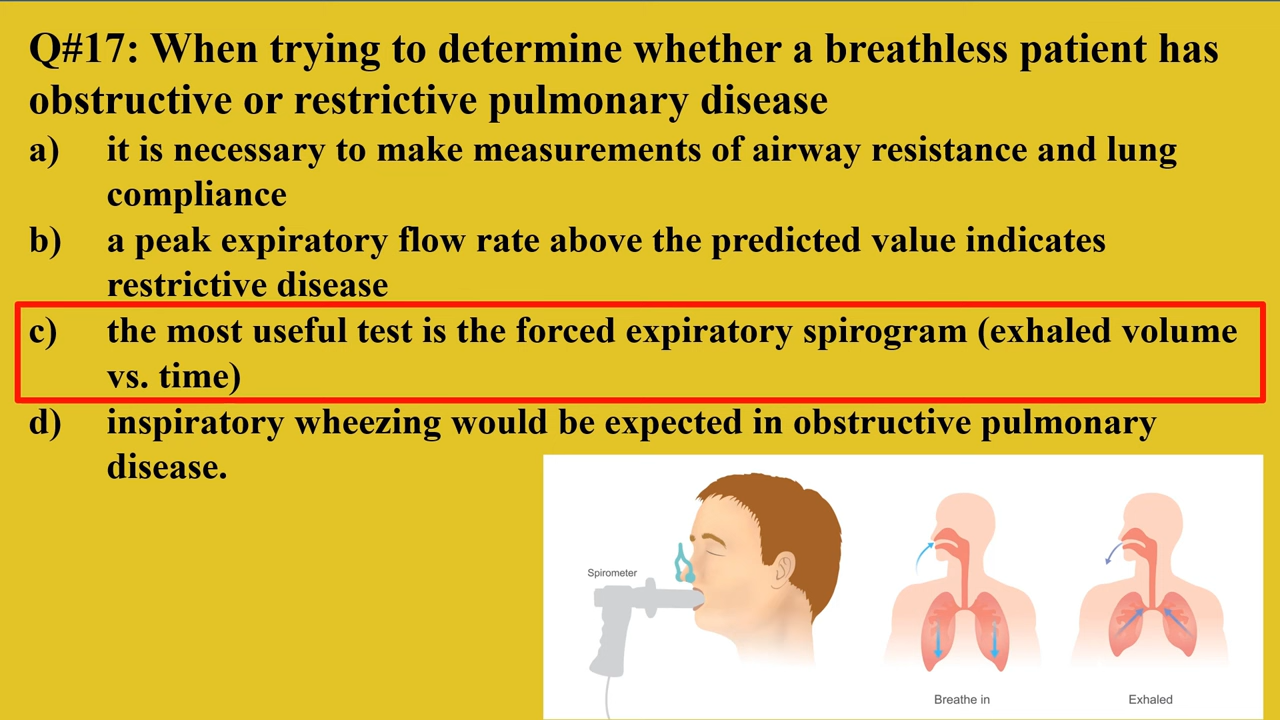 Q#17: When trying to determine whether a breathless patient has
obstructive or restrictive pulmonary disease
a) it is necessary to make measurements of airway resistance and lung
compliance
b) a peak expiratory flow rate above the predicted value indicates
restrictive disease
c) the most useful test is the forced expiratory spirogram (exhaled volume
vs. time)
d) inspiratory wheezing would be expected in obstructive pulmonary
disease.
Spirometer
Breathe in
Exhaled